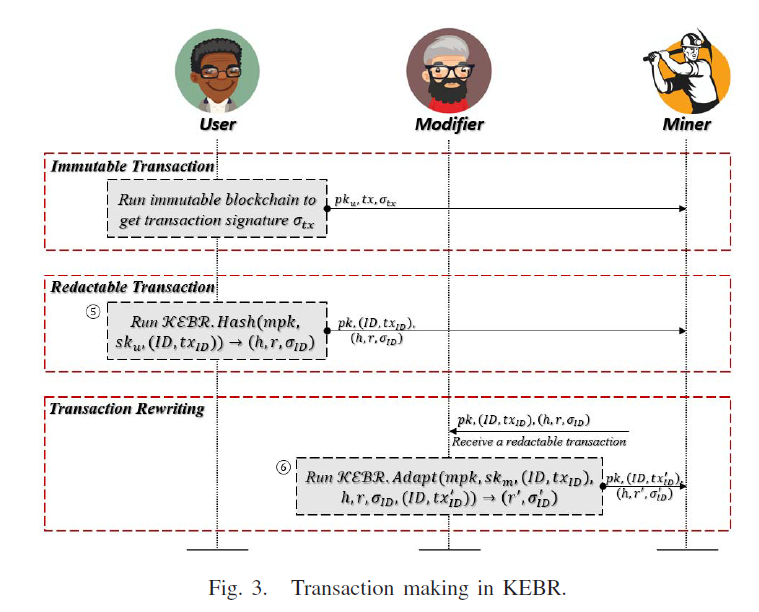 User
Modifier
Miner
Immutable Transaction
Run immutable blockchain to
get transaction signature σ_tx
pk_u, tx, σ_tx
Redactable Transaction
⑤
Run 𝒦ℰℬℛ.Hash(mpk,
sk_u, (ID, tx_ID)) → (h, r, σ_ID)
pk, (ID, tx_ID),
(h, r, σ_ID)
Transaction Rewriting
pk, (ID, tx_ID), (h, r, σ_ID)
Receive a redactable transaction
⑥
Run 𝒦ℰℬℛ.Adapt(mpk, sk_m, (ID, tx_ID),
h, r, σ_ID, (ID, tx'_ID)) → (r', σ'_ID)
pk, (ID, tx'_ID),
(h, r', σ'_ID)
Fig. 3. Transaction making in KEBR.